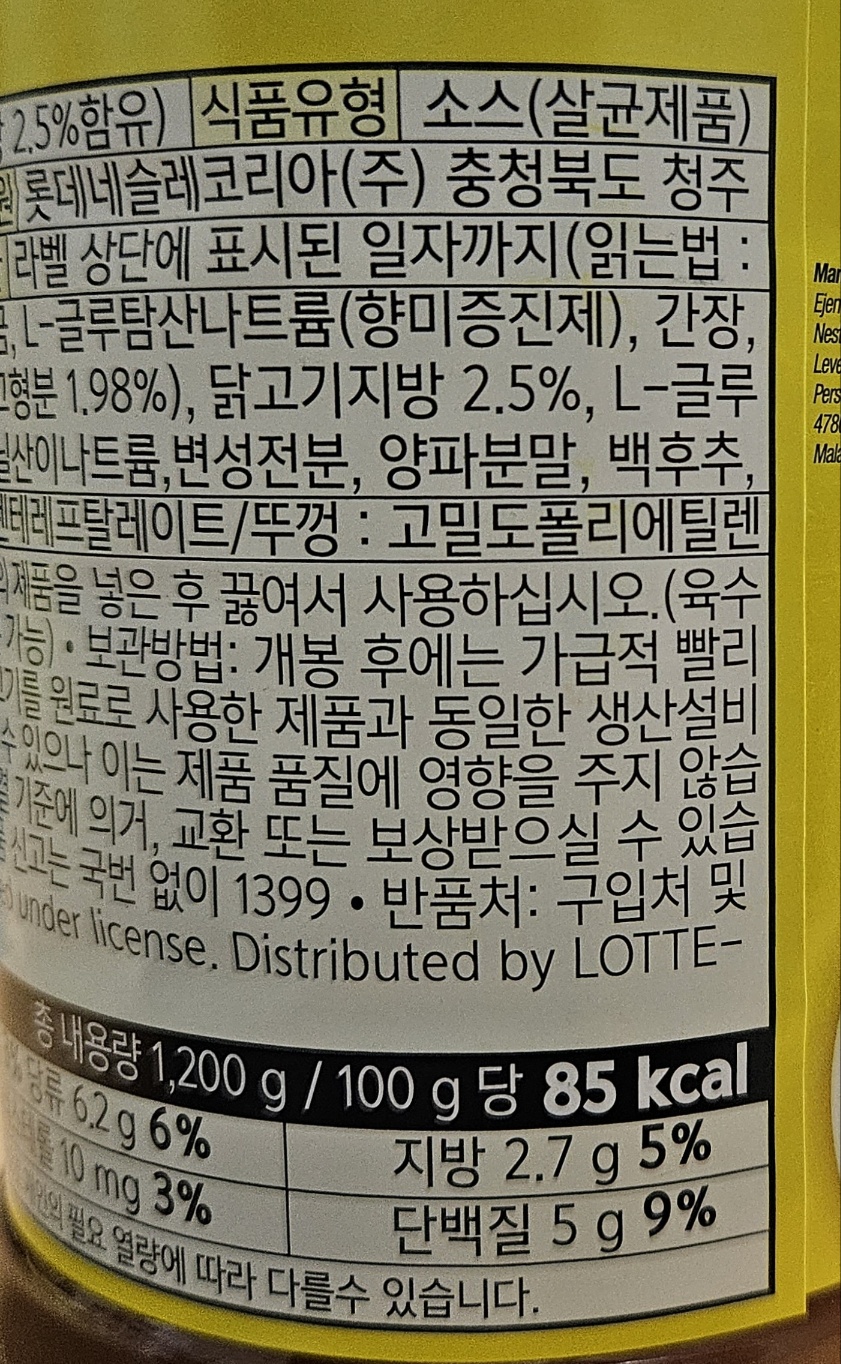 2.5%함유) 식품유형 소스(살균제품)
롯데네슬레코리아(주) 충청북도 청주
라벨 상단에 표시된 일자까지(읽는법 :
L-글루탐산나트륨(향미증진제), 간장,
1.98%), 닭고기지방 2.5%, L-글루
산이나트륨,변성전분, 양파분말, 백후추,
테레프탈레이트/뚜껑 : 고밀도폴리에틸렌
제품을 넣은 후 끓여서 사용하십시오.(육수
가능) • 보관방법: 개봉 후에는 가급적 빨리
기를 원료로 사용한 제품과 동일한 생산설비
수 있으나 이는 제품 품질에 영향을 주지 않습
기준에 의거, 교환 또는 보상받으실 수 있습
신고는 국번 없이 1399 • 반품처: 구입처 및
under license. Distributed by LOTTE-
총 내용량 1,200 g / 100 g 당 85 kcal
당류 6.2 g 6% 지방 2.7 g 5%
10 mg 3% 단백질 5 g 9%
필요 열량에 따라 다를수 있습니다.
Mar
Ejen
Nest
Leve
Pers
478
Mala